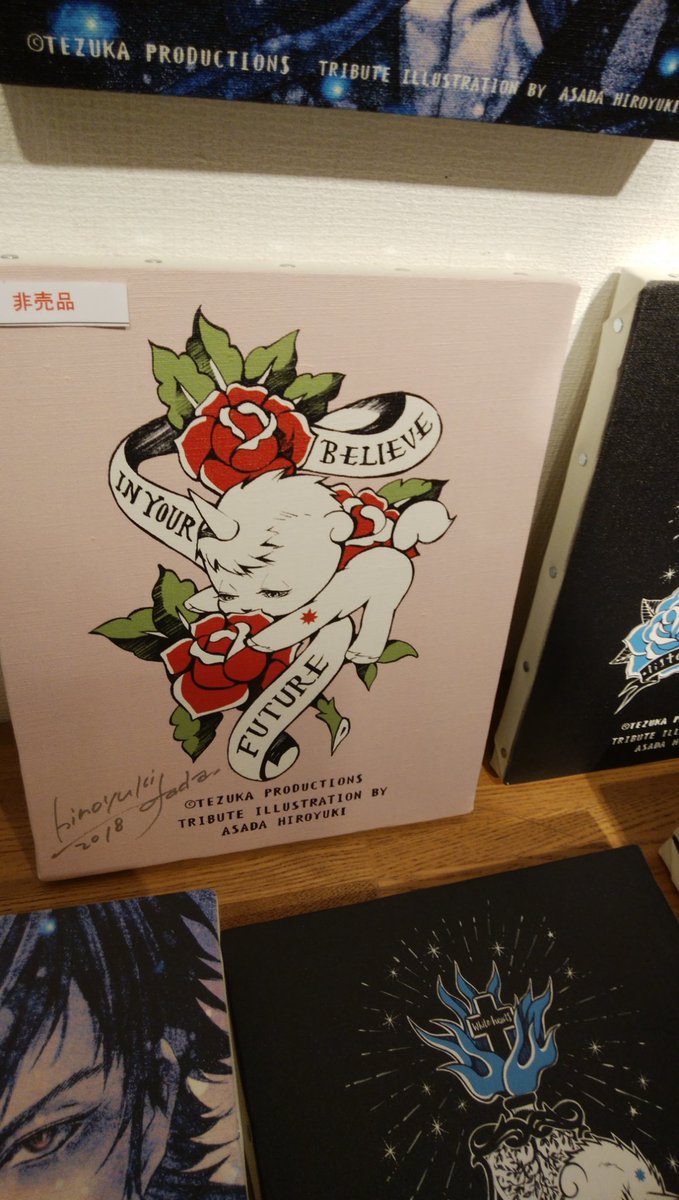 ©TEZUKA PRODUCTIONS TRIBUTE ILLUSTRATION BY ASADA HIROYUKI
非売品
BELIEVE
IN YOUR
FUTURE
hiroyuki asada.
2018
©TEZUKA PRODUCTIONS
TRIBUTE ILLUSTRATION BY
ASADA HIROYUKI
©TEZUKA P
TRIBUTE ILLUST
ASADA H